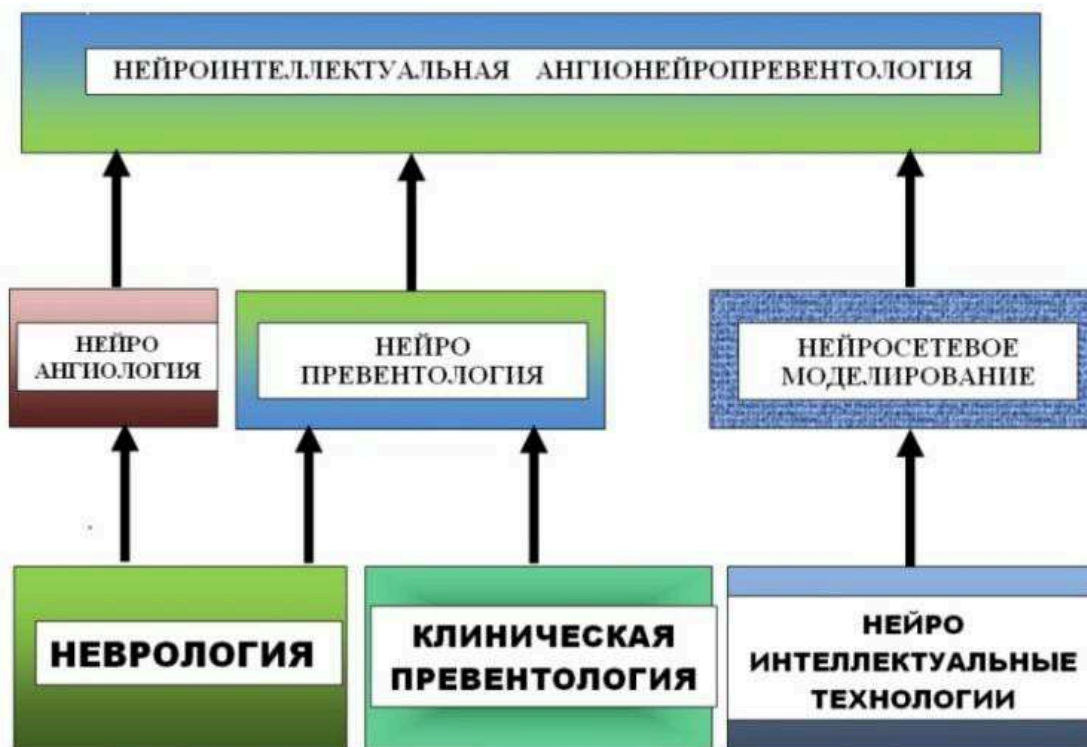 НЕЙРОИНТЕЛЛЕКТУАЛЬНАЯ АНГИОНЕЙРОПРЕВЕНТОЛОГИЯ
НЕЙРО
АНГИОЛОГИЯ
НЕЙРО
ПРЕВЕНТОЛОГИЯ
НЕЙРОСЕТЕВОЕ
МОДЕЛИРОВАНИЕ
НЕВРОЛОГИЯ
КЛИНИЧЕСКАЯ
ПРЕВЕНТОЛОГИЯ
НЕЙРО
ИНТЕЛЛЕКТУАЛЬНЫЕ
ТЕХНОЛОГИИ